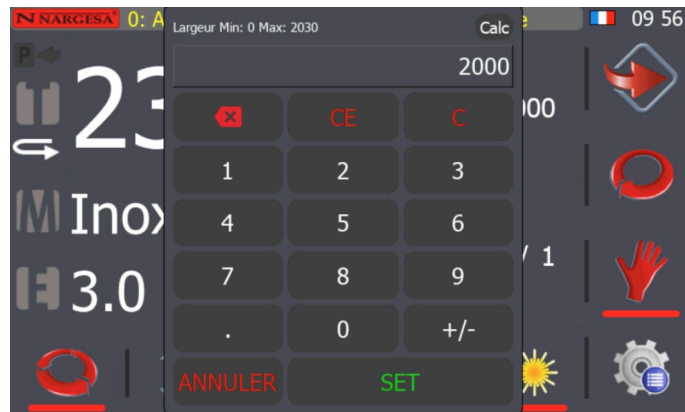 NARGESA 0: A
09 56
Largeur Min: 0 Max: 2030 Calc
2000
P
23
CE C
1 2 3
Inox
4 5 6
7 8 9
/ 1
3.0
. 0 +/-
ANNULER SET